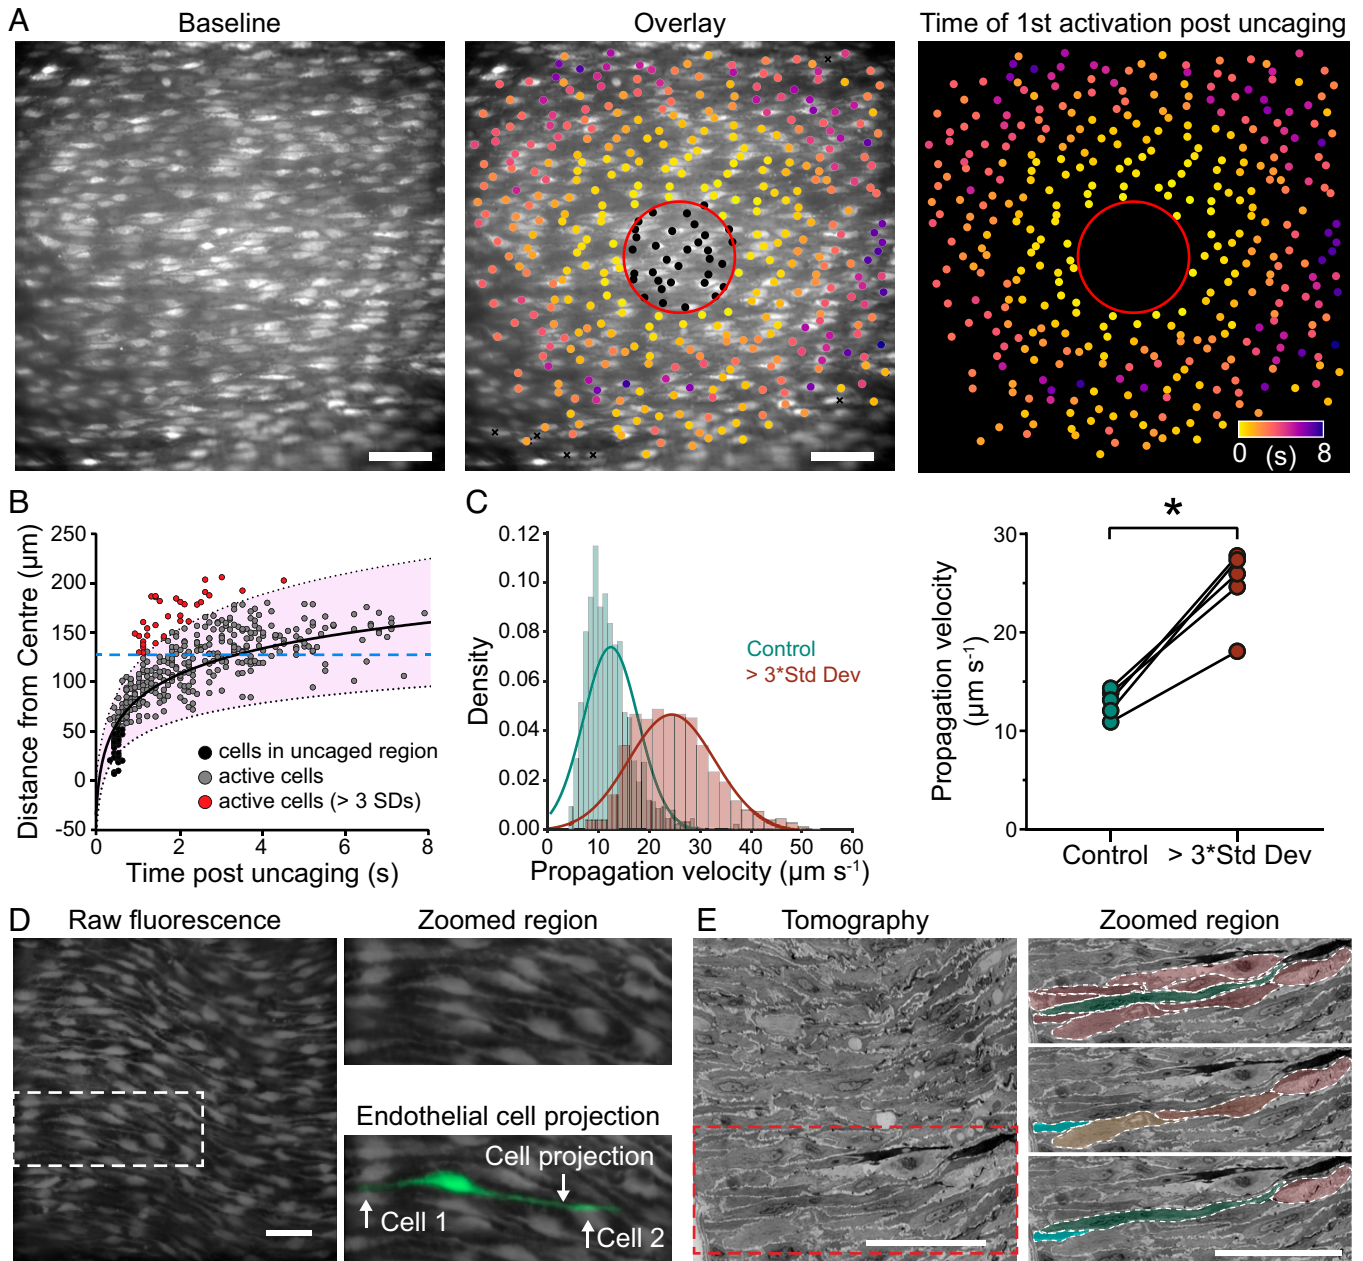 A
Baseline
Overlay
Time of 1st activation post uncaging
0 (s) 8
B
Distance from Centre (µm)
250
200
150
100
50
0
-50
cells in uncaged region
active cells
active cells (> 3 SDs)
0 2 4 6 8
Time post uncaging (s)
C
Density
0.12
0.10
0.08
0.06
0.04
0.02
0.00
Control
> 3*Std Dev
0 10 20 30 40 50 60
Propagation velocity (µm s⁻¹)
*
Propagation velocity
(µm s⁻¹)
30
20
10
0
Control > 3*Std Dev
D
Raw fluorescence
Zoomed region
Endothelial cell projection
Cell projection
Cell 1
Cell 2
E
Tomography
Zoomed region